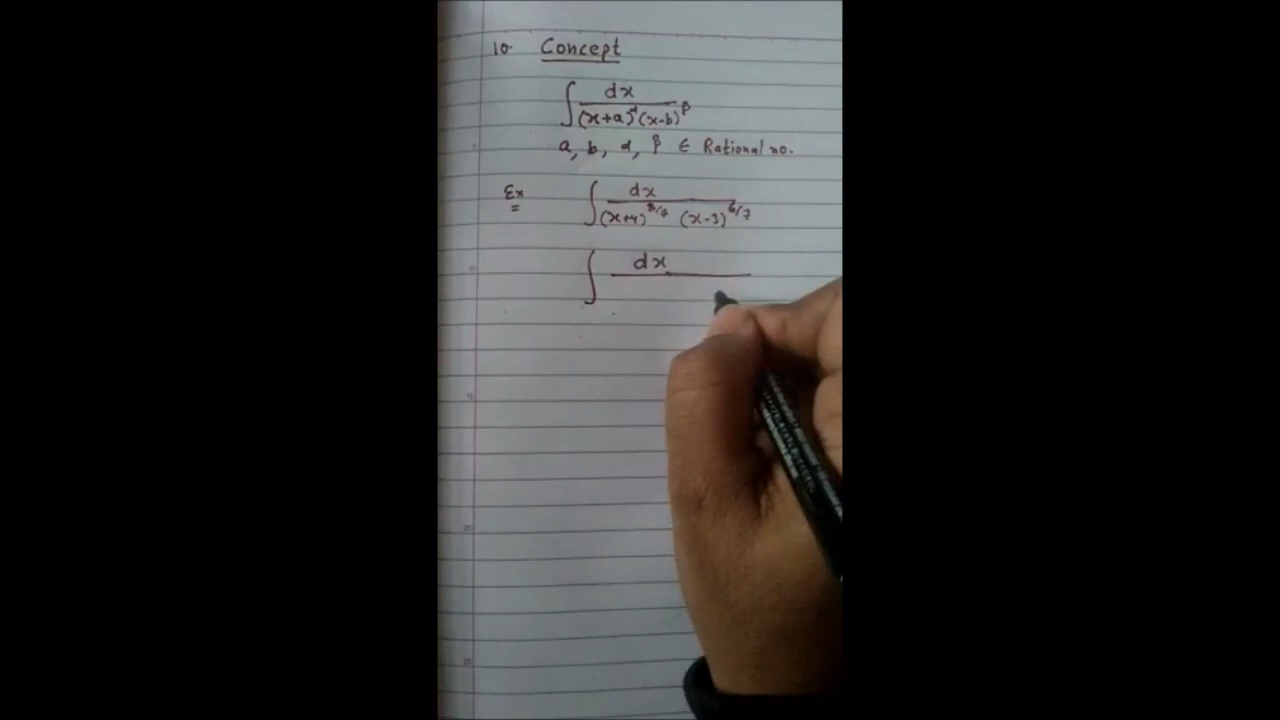 10. Concept
∫ dx / (x+a)^α (x-b)^β
a, b, α, β ∈ Rational no.
Ex ∫ dx / (x+4)^8/7 (x-3)^6/7
∫ dx